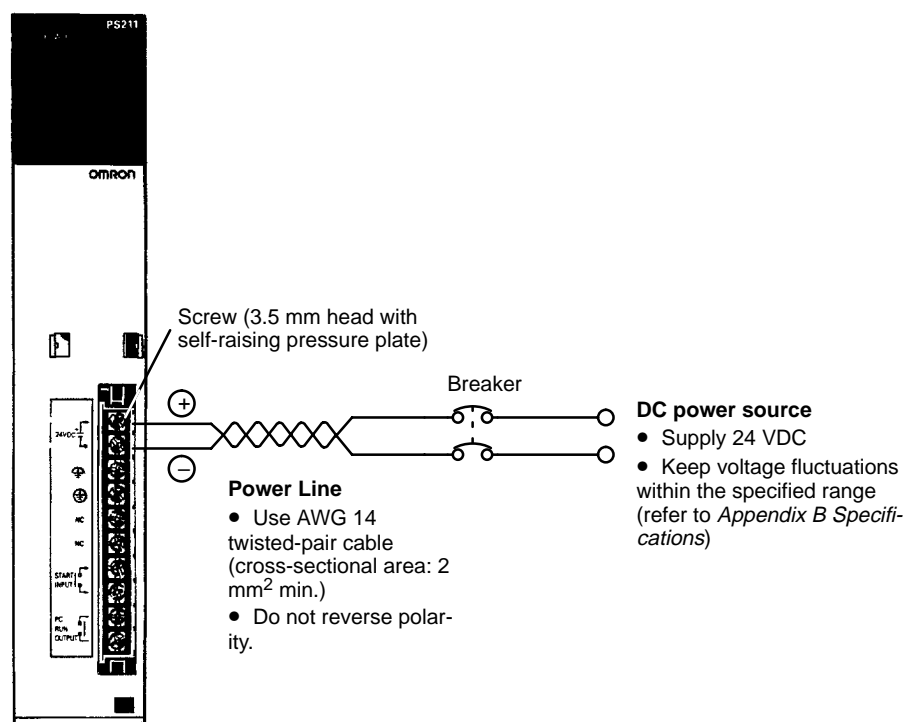 PS211
OMRON
Screw (3.5 mm head with
self-raising pressure plate)
Breaker
+
−
24VDC
+
NC
NC
START
INPUT
PC
RUN
OUTPUT
Power Line
• Use AWG 14
twisted-pair cable
(cross-sectional area: 2
mm² min.)
• Do not reverse polar-
ity.
DC power source
• Supply 24 VDC
• Keep voltage fluctuations
within the specified range
(refer to Appendix B Specifi-
cations)